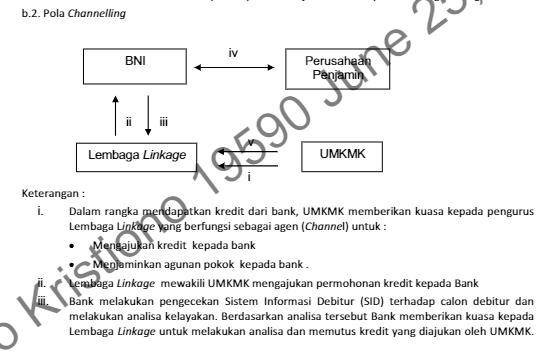 b.2. Pola Channelling
BNI
iv
Perusahaan
Penjamin
ii
iii
Lembaga Linkage
v
i
UMKMK
Keterangan :
i. Dalam rangka mendapatkan kredit dari bank, UMKMK memberikan kuasa kepada pengurus
Lembaga Linkage yang berfungsi sebagai agen (Channel) untuk :
• Mengajukan kredit kepada bank
• Menjaminkan agunan pokok kepada bank .
ii. Lembaga Linkage mewakili UMKMK mengajukan permohonan kredit kepada Bank
iii. Bank melakukan pengecekan Sistem Informasi Debitur (SID) terhadap calon debitur dan
melakukan analisa kelayakan. Berdasarkan analisa tersebut Bank memberikan kuasa kepada
Lembaga Linkage untuk melakukan analisa dan memutus kredit yang diajukan oleh UMKMK.
o Kristiono 19590 June 23,